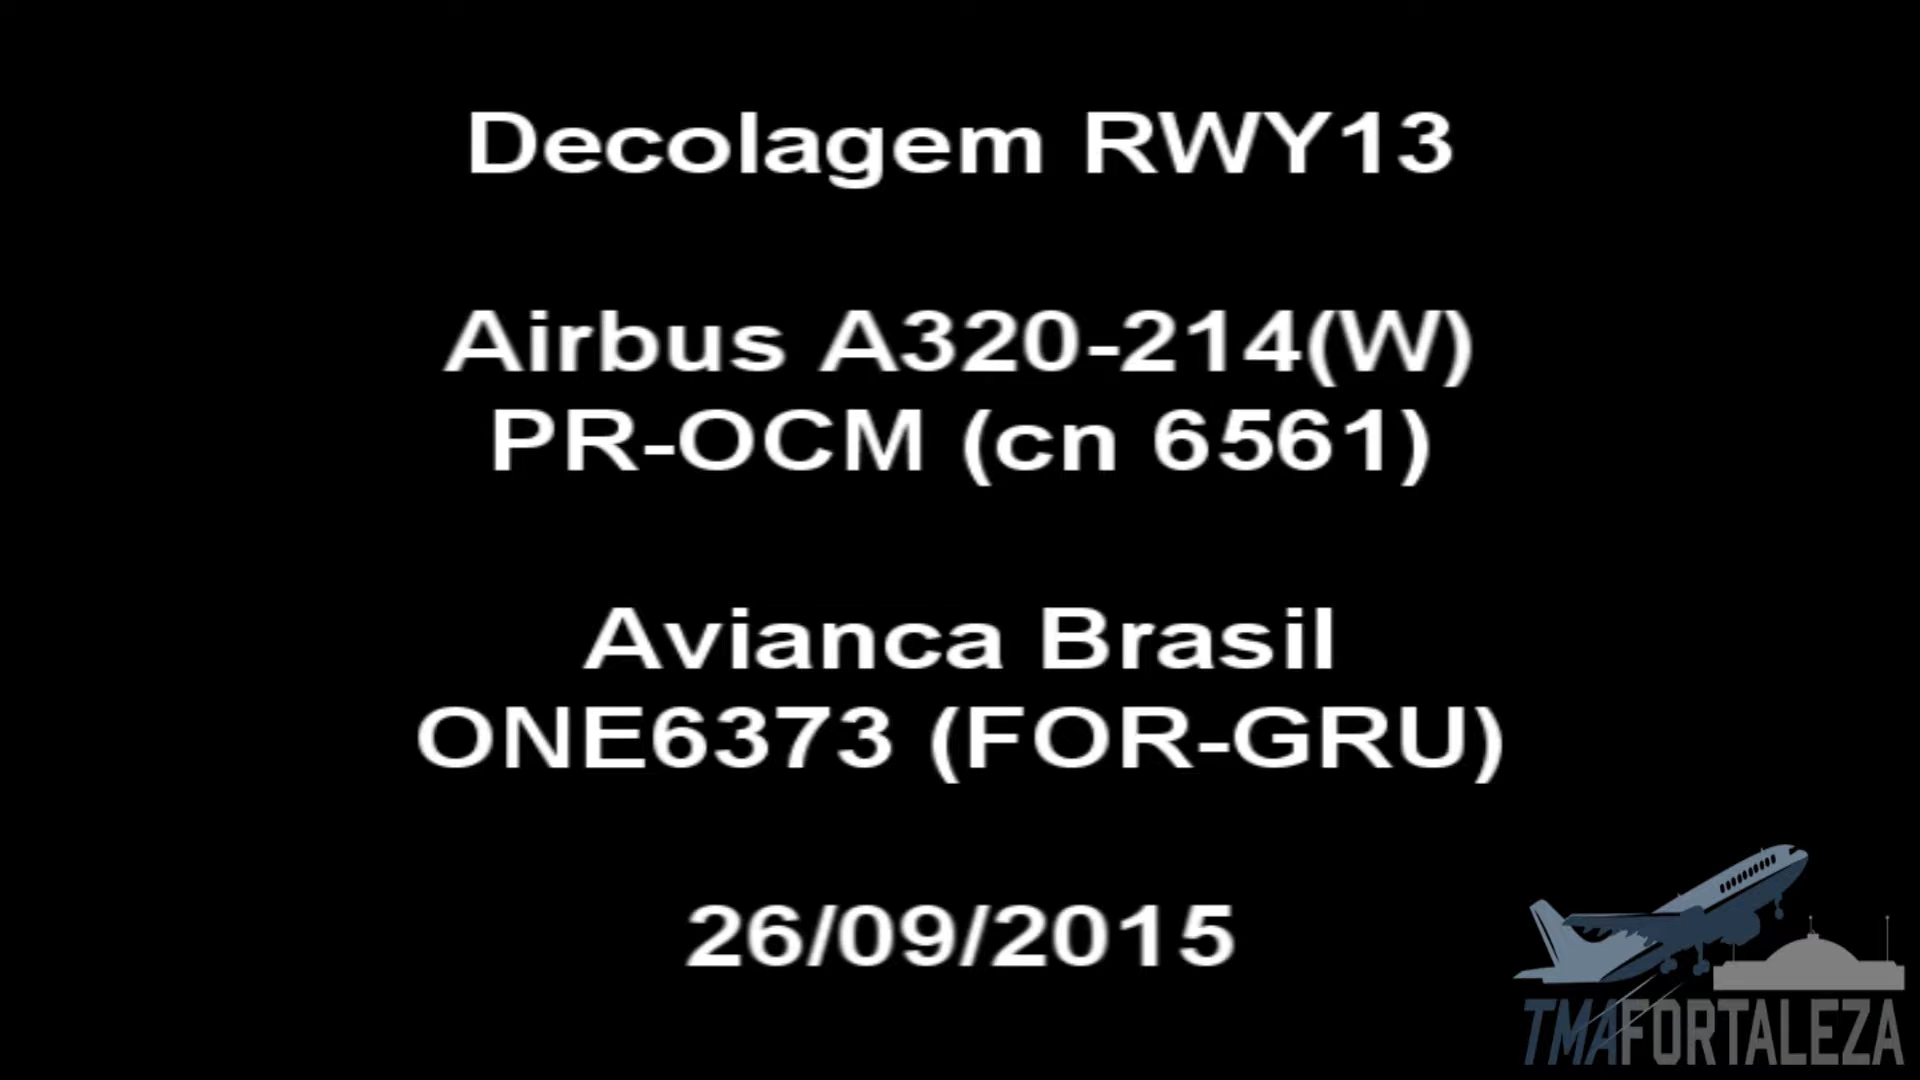 Decolagem RWY13
Airbus A320-214(W)
PR-OCM (cn 6561)
Avianca Brasil
ONE6373 (FOR-GRU)
26/09/2015
TMAFORTALEZA